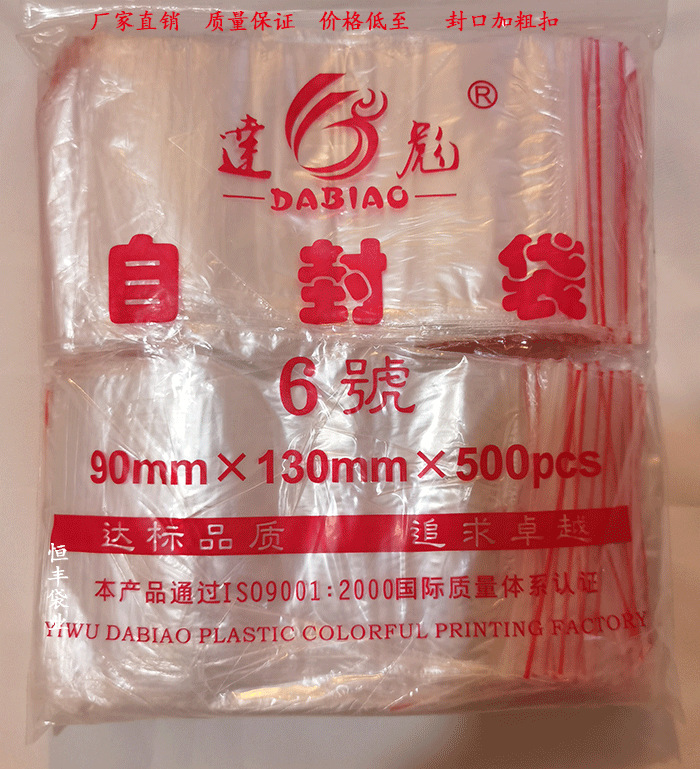 厂家直销 质量保证 价格低至 封口加粗扣
達彪
®
DABIAO
自封袋
6號
90mm×130mm×500pcs
达标品质 追求卓越
本产品通过ISO9001:2000国际质量体系认证
YIWU DABIAO PLASTIC COLORFUL PRINTING FACTORY
恒丰袋业